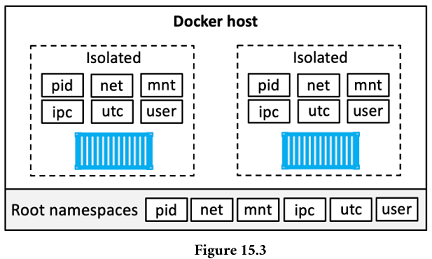 Docker host
Isolated Isolated
pid net mnt pid net mnt
ipc utc user ipc utc user
Root namespaces pid net mnt ipc utc user
Figure 15.3